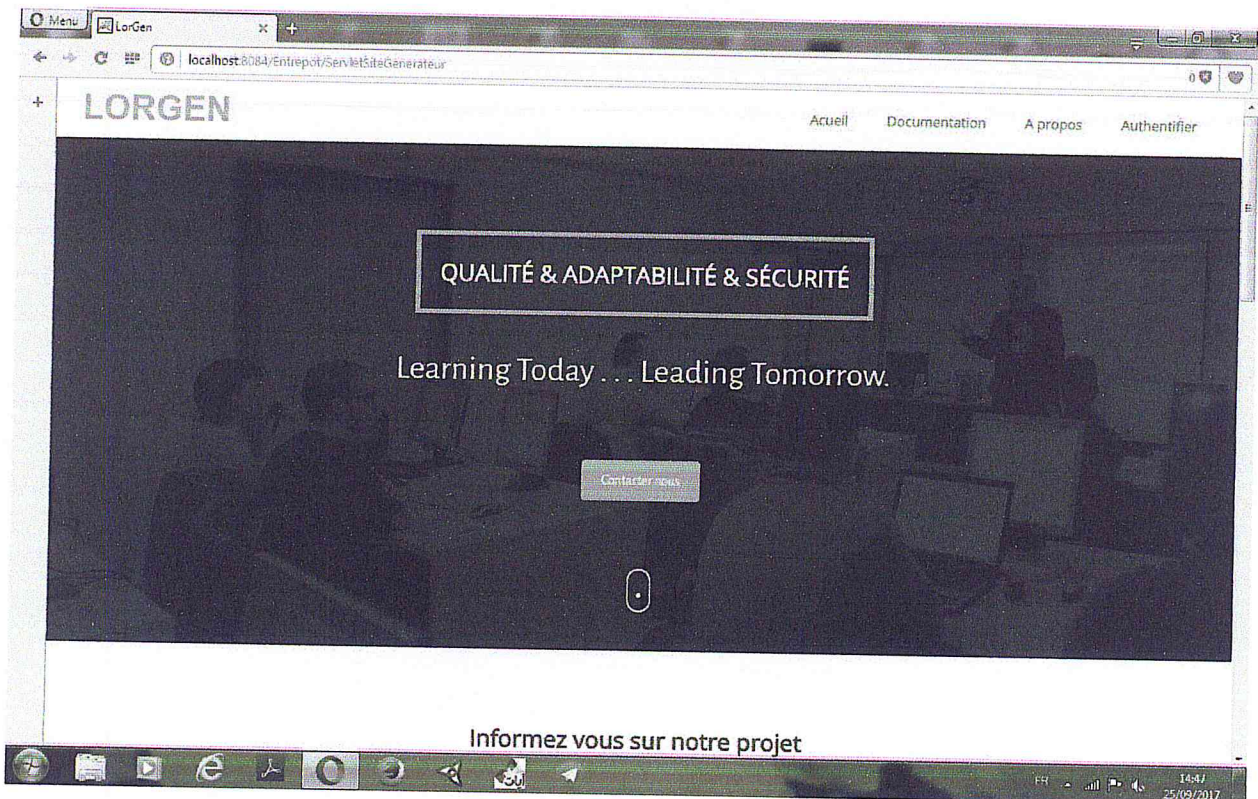 Menu
LorGen
localhost:8084/Entrepot/ServletSiteGenerateur
0
LORGEN
Acueil
Documentation
A propos
Authentifier
QUALITÉ & ADAPTABILITÉ & SÉCURITÉ
Learning Today . . . Leading Tomorrow.
Contacter nous
Informez vous sur notre projet
FR
14:47
25/09/2017